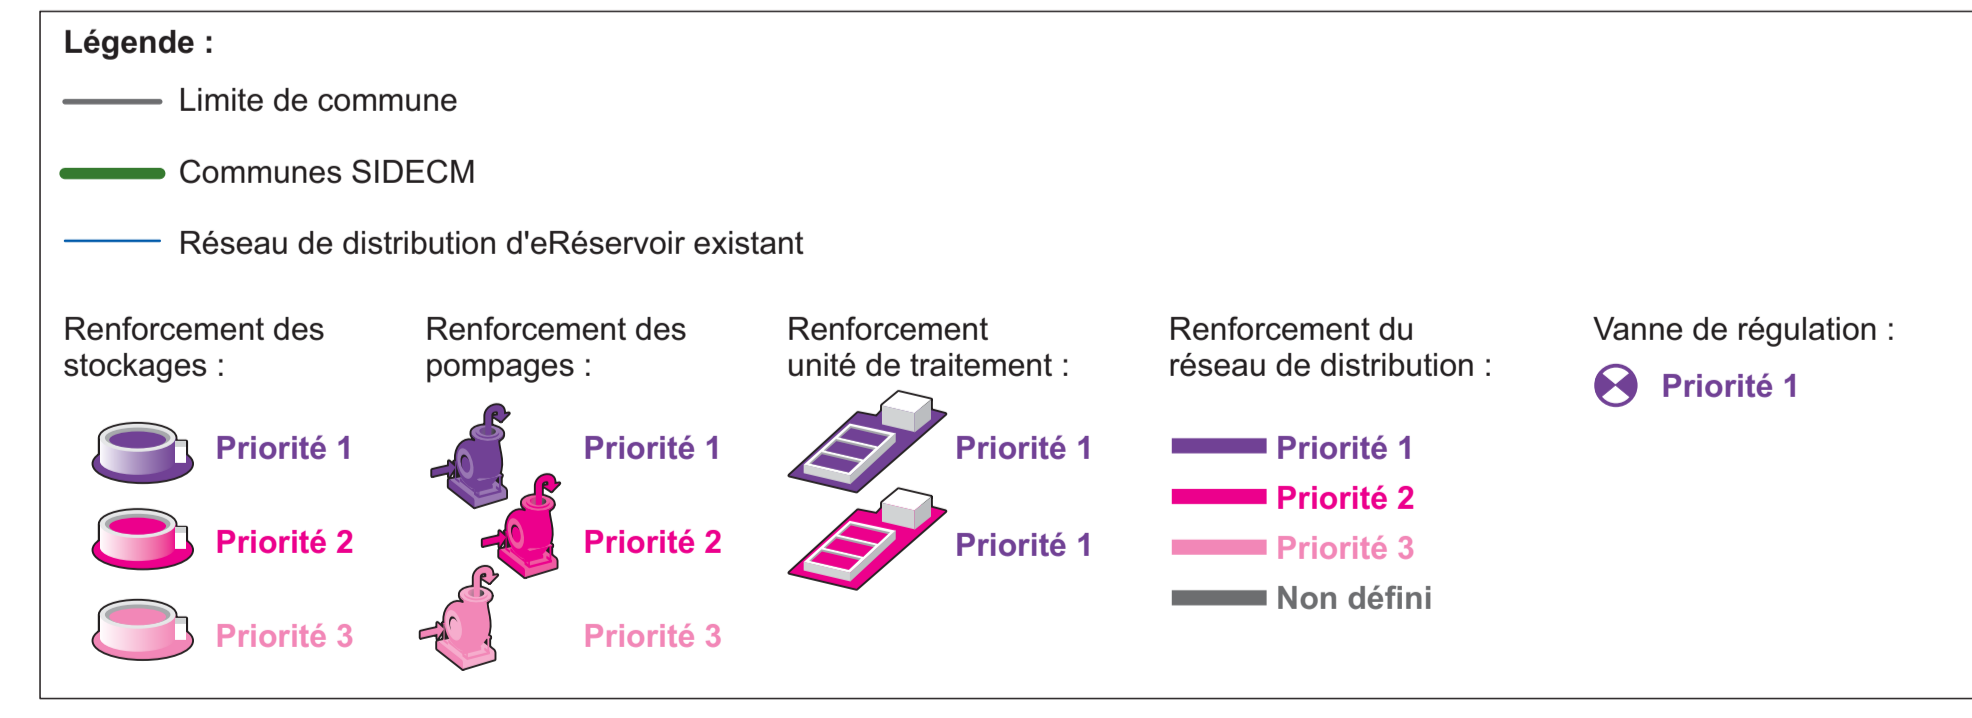 Légende :
Limite de commune
Communes SIDECM
Réseau de distribution d'eRéservoir existant
Renforcement des
stockages :
Priorité 1
Priorité 2
Priorité 3
Renforcement des
pompages :
Priorité 1
Priorité 2
Priorité 3
Renforcement
unité de traitement :
Priorité 1
Priorité 1
Renforcement du
réseau de distribution :
Priorité 1
Priorité 2
Priorité 3
Non défini
Vanne de régulation :
Priorité 1